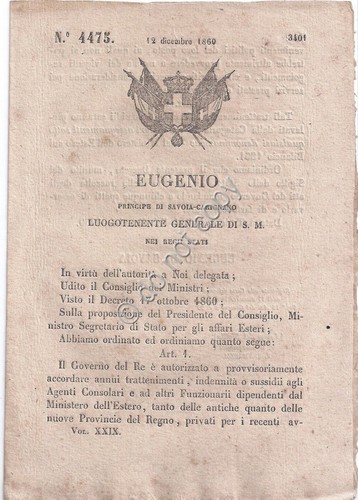 N.° 4475.
12 dicembre 1860
3401
EUGENIO
PRINCIPE DI SAVOIA-CARIGNANO
LUOGOTENENTE GENERALE DI S. M.
NEI REGII STATI
In virtù dell'autorità a Noi delegata;
Udito il Consiglio dei Ministri;
Visto il Decreto ottobre 1860;
Sulla proposizione del Presidente del Consiglio, Mi-
nistro Segretario di Stato per gli affari Esteri;
Abbiamo ordinato ed ordiniamo quanto segue:
Art. 1.
Il Governo del Re è autorizzato a provvisoriamente
accordare annui trattenimenti, indennità o sussidii agli
Agenti Consolari e ad altri Funzionarii dipendenti dal
Ministero dell'Estero, tanto delle antiche quanto delle
nuove Provincie del Regno, privati per i recenti av-
Vol. XXIX.